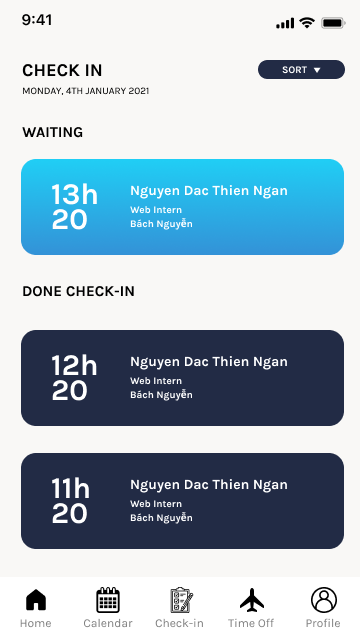 9:41
CHECK IN
SORT ▼
MONDAY, 4TH JANUARY 2021
WAITING
13h
20
Nguyen Dac Thien Ngan
Web Intern
Bách Nguyễn
DONE CHECK-IN
12h
20
Nguyen Dac Thien Ngan
Web Intern
Bách Nguyễn
11h
20
Nguyen Dac Thien Ngan
Web Intern
Bách Nguyễn
Home
Calendar
Check-in
Time Off
Profile